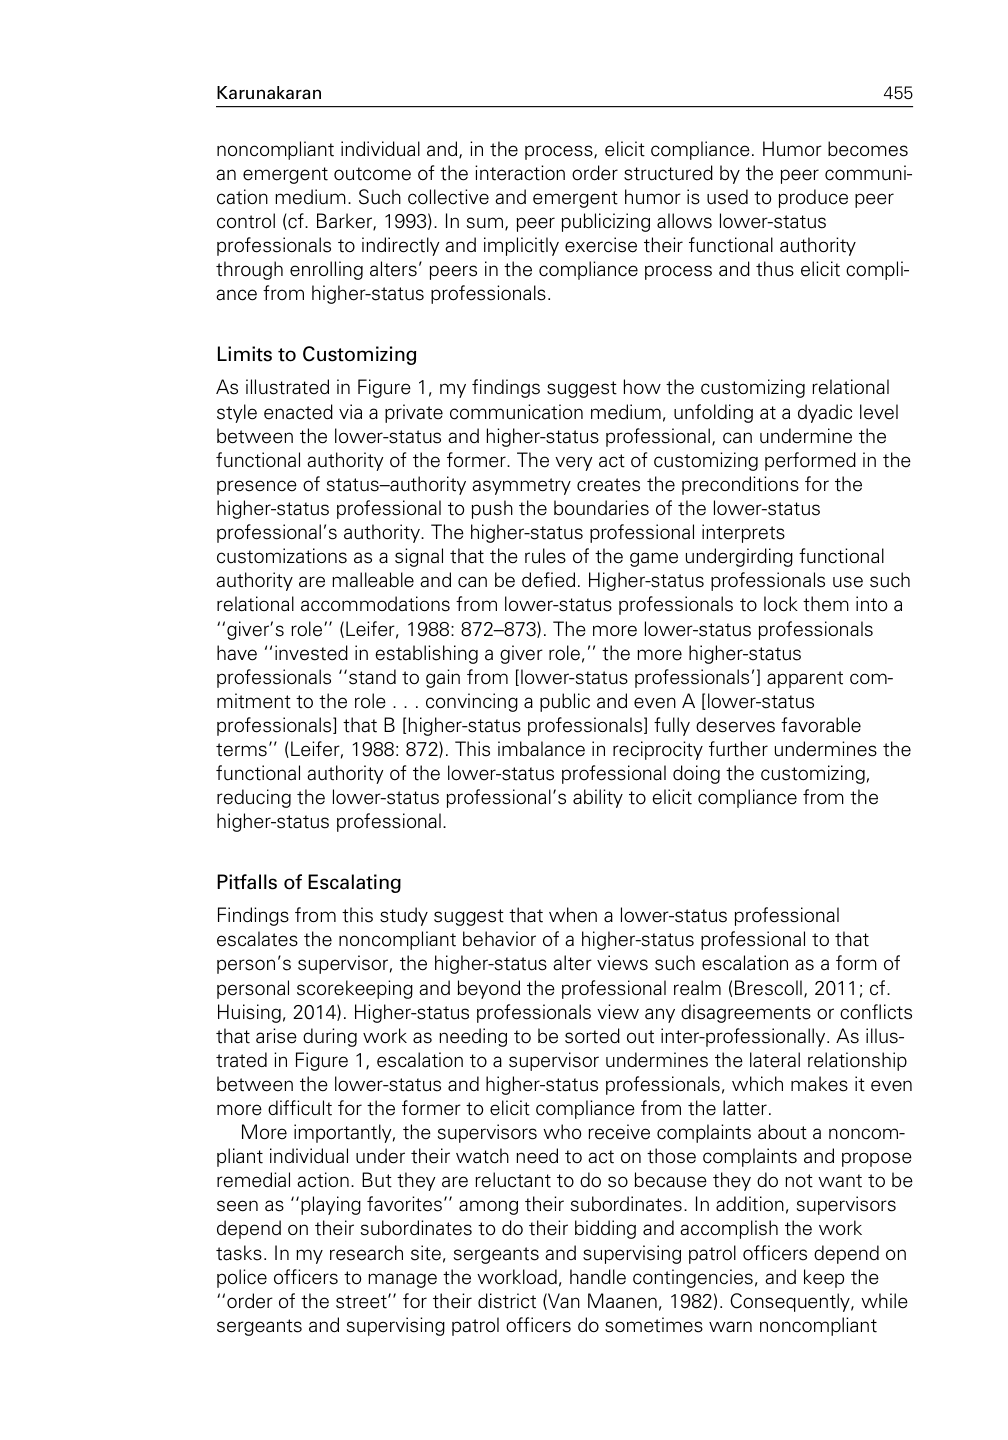 Karunakaran 455
noncompliant individual and, in the process, elicit compliance. Humor becomes
an emergent outcome of the interaction order structured by the peer communi-
cation medium. Such collective and emergent humor is used to produce peer
control (cf. Barker, 1993). In sum, peer publicizing allows lower-status
professionals to indirectly and implicitly exercise their functional authority
through enrolling alters’ peers in the compliance process and thus elicit compli-
ance from higher-status professionals.
Limits to Customizing
As illustrated in Figure 1, my findings suggest how the customizing relational
style enacted via a private communication medium, unfolding at a dyadic level
between the lower-status and higher-status professional, can undermine the
functional authority of the former. The very act of customizing performed in the
presence of status–authority asymmetry creates the preconditions for the
higher-status professional to push the boundaries of the lower-status
professional’s authority. The higher-status professional interprets
customizations as a signal that the rules of the game undergirding functional
authority are malleable and can be defied. Higher-status professionals use such
relational accommodations from lower-status professionals to lock them into a
‘‘giver’s role’’ (Leifer, 1988: 872–873). The more lower-status professionals
have ‘‘invested in establishing a giver role,’’ the more higher-status
professionals ‘‘stand to gain from [lower-status professionals’] apparent com-
mitment to the role . . . convincing a public and even A [lower-status
professionals] that B [higher-status professionals] fully deserves favorable
terms’’ (Leifer, 1988: 872). This imbalance in reciprocity further undermines the
functional authority of the lower-status professional doing the customizing,
reducing the lower-status professional’s ability to elicit compliance from the
higher-status professional.
Pitfalls of Escalating
Findings from this study suggest that when a lower-status professional
escalates the noncompliant behavior of a higher-status professional to that
person’s supervisor, the higher-status alter views such escalation as a form of
personal scorekeeping and beyond the professional realm (Brescoll, 2011; cf.
Huising, 2014). Higher-status professionals view any disagreements or conflicts
that arise during work as needing to be sorted out inter-professionally. As illus-
trated in Figure 1, escalation to a supervisor undermines the lateral relationship
between the lower-status and higher-status professionals, which makes it even
more difficult for the former to elicit compliance from the latter.
More importantly, the supervisors who receive complaints about a noncom-
pliant individual under their watch need to act on those complaints and propose
remedial action. But they are reluctant to do so because they do not want to be
seen as ‘‘playing favorites’’ among their subordinates. In addition, supervisors
depend on their subordinates to do their bidding and accomplish the work
tasks. In my research site, sergeants and supervising patrol officers depend on
police officers to manage the workload, handle contingencies, and keep the
‘‘order of the street’’ for their district (Van Maanen, 1982). Consequently, while
sergeants and supervising patrol officers do sometimes warn noncompliant